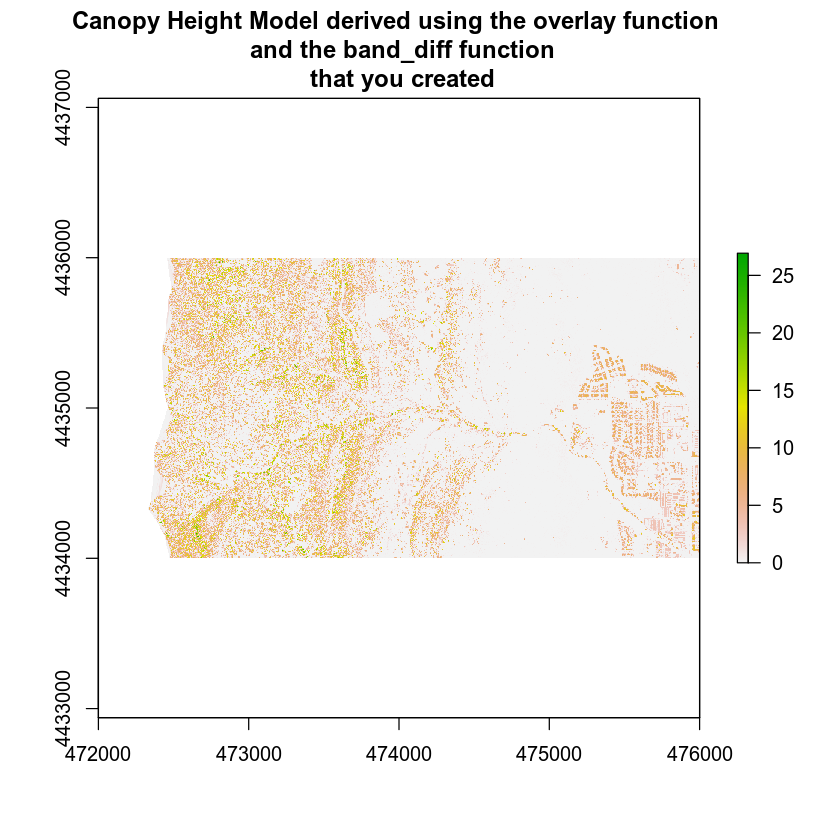 Canopy Height Model derived using the overlay function
and the band_diff function
that you created
4437000
4436000
4435000
4434000
4433000
472000 473000 474000 475000 476000
25
20
15
10
5
0